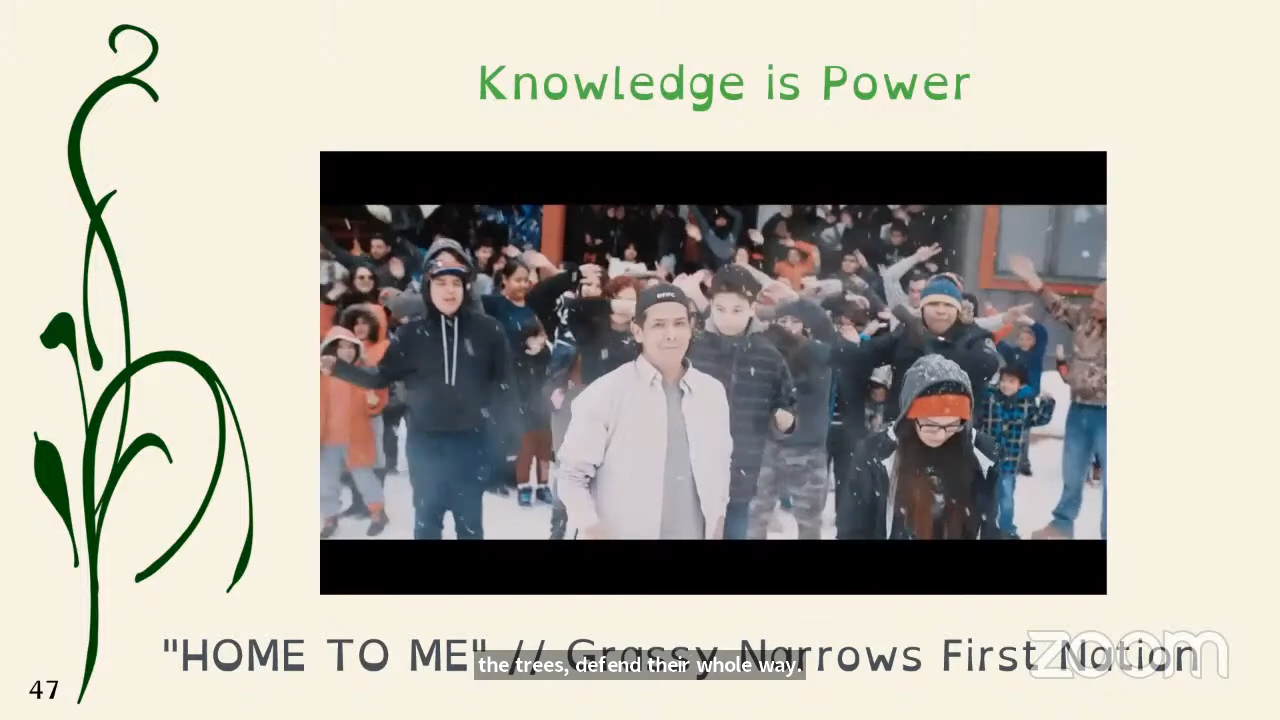 Knowledge is Power
"HOME TO ME" // Grassy Narrows First Nation
the trees, defend their whole way.
zoom
47